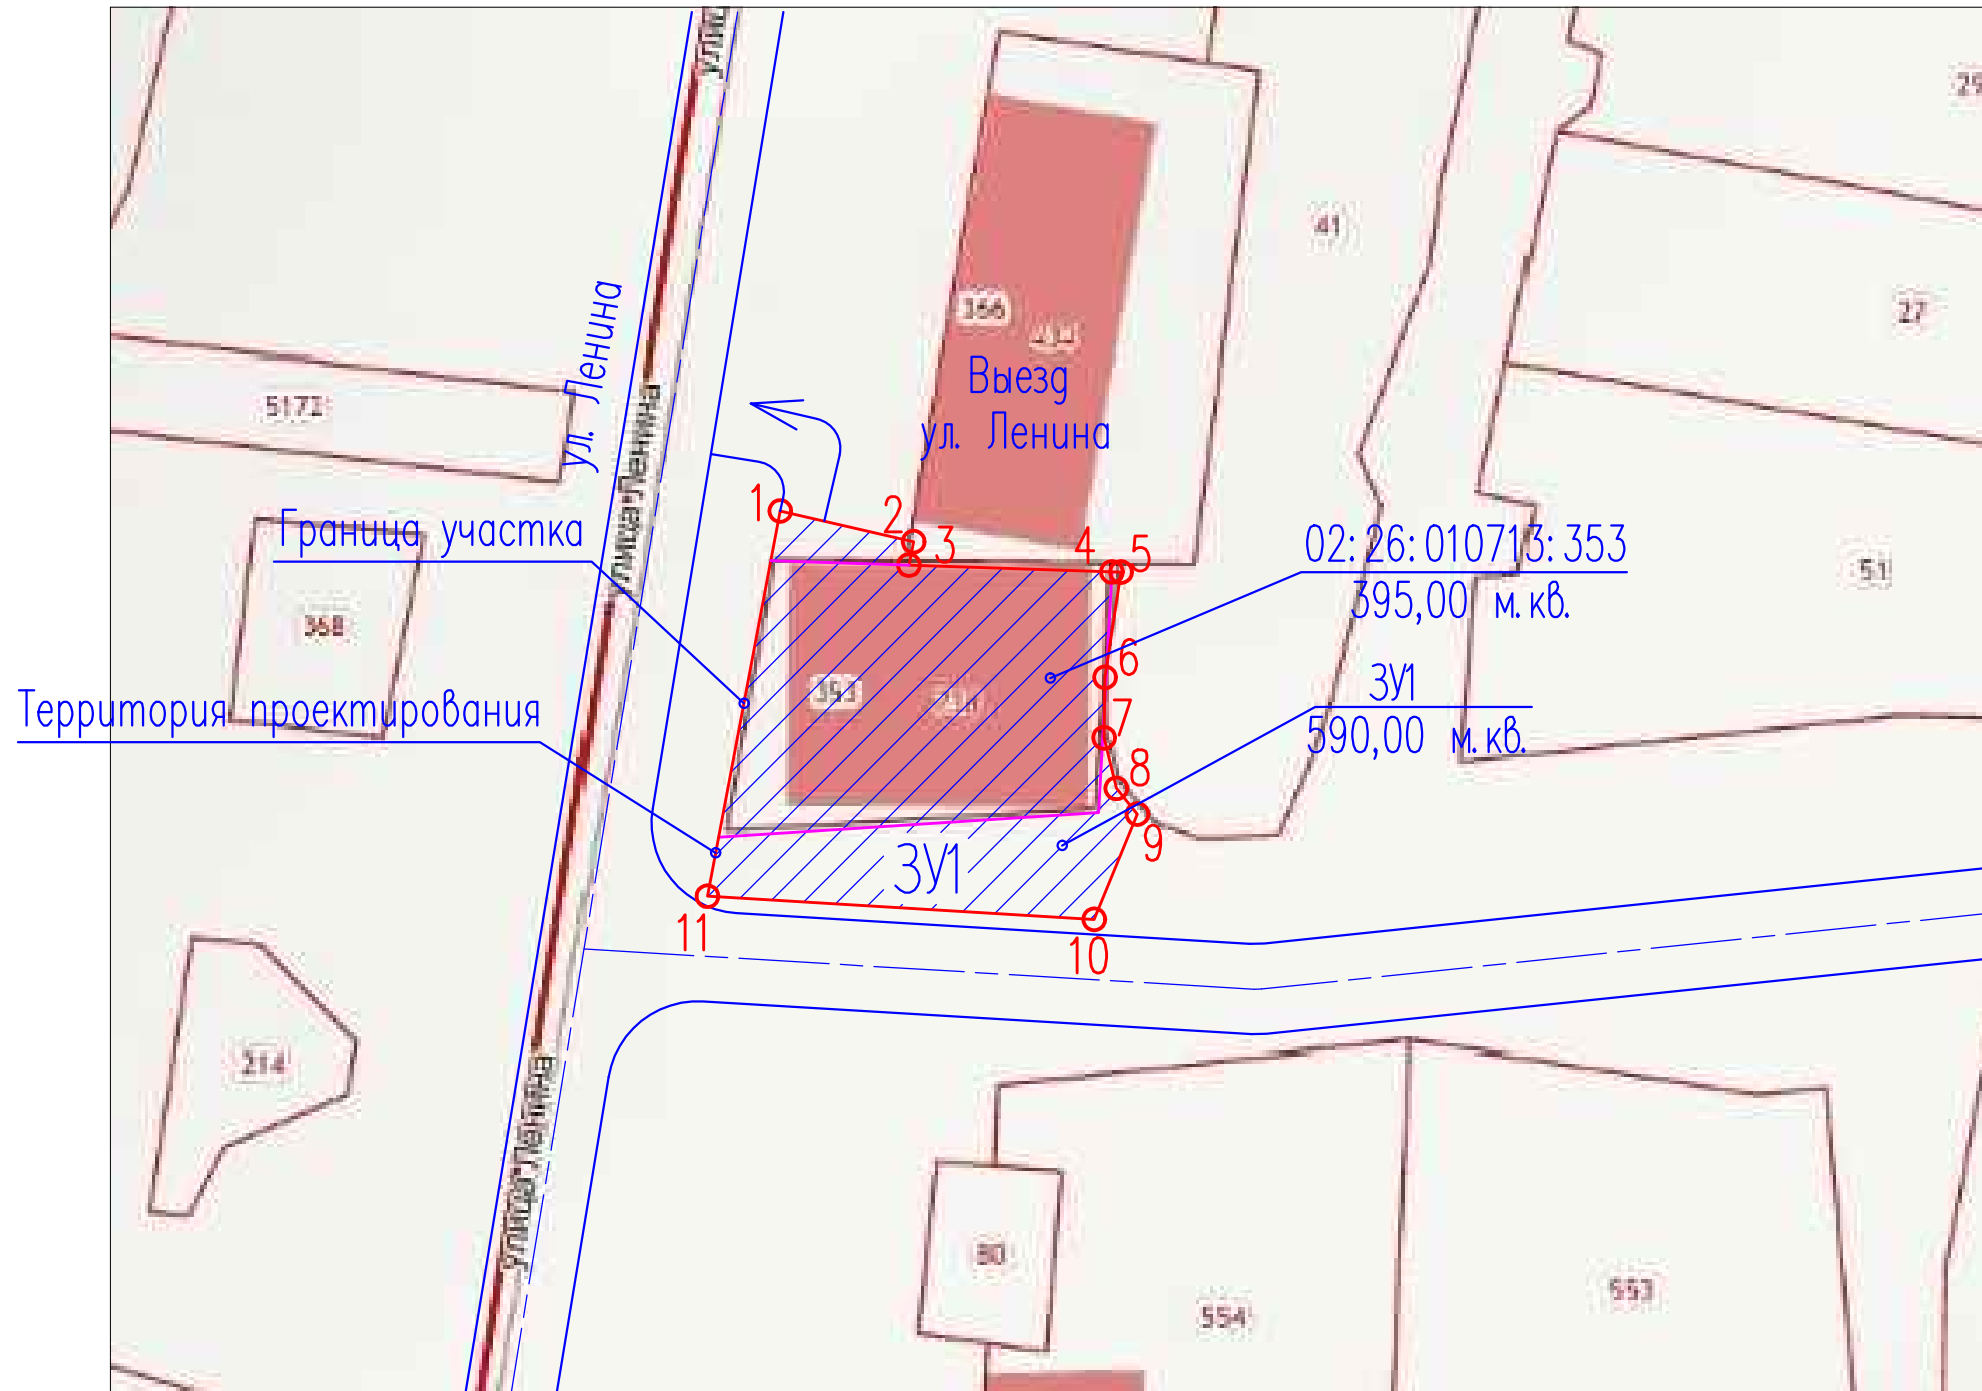 ул. Ленина
Выезд
ул. Ленина
Граница участка
Территория проектирования
02:26:010713:353
395,00 м.кв.
ЗУ1
590,00 м.кв.
ЗУ1
1
2
3
4
5
6
7
8
9
10
11
улица Ленина
улица Ленина
366
41
27
51
5172
368
353
214
80
554
553